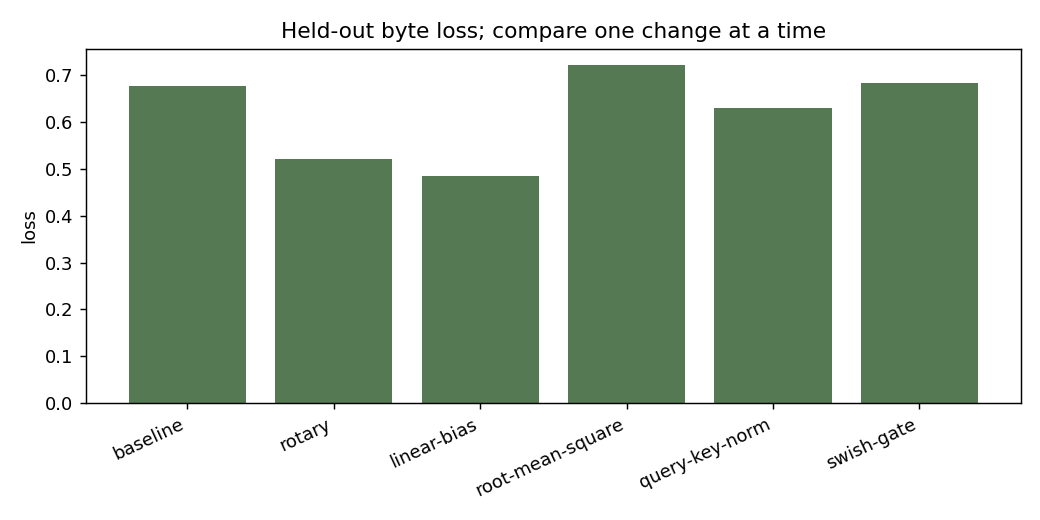 Held-out byte loss; compare one change at a time
loss
0.7
0.6
0.5
0.4
0.3
0.2
0.1
0.0
baseline
rotary
linear-bias
root-mean-square
query-key-norm
swish-gate